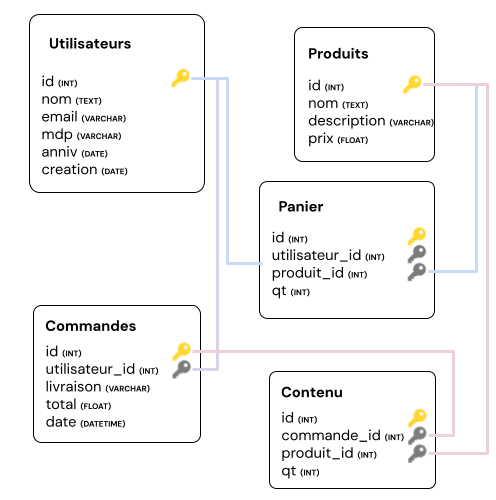 Utilisateurs
id (INT)
nom (TEXT)
email (VARCHAR)
mdp (VARCHAR)
anniv (DATE)
creation (DATE)
Produits
id (INT)
nom (TEXT)
description (VARCHAR)
prix (FLOAT)
Panier
id (INT)
utilisateur_id (INT)
produit_id (INT)
qt (INT)
Commandes
id (INT)
utilisateur_id (INT)
livraison (VARCHAR)
total (FLOAT)
date (DATETIME)
Contenu
id (INT)
commande_id (INT)
produit_id (INT)
qt (INT)